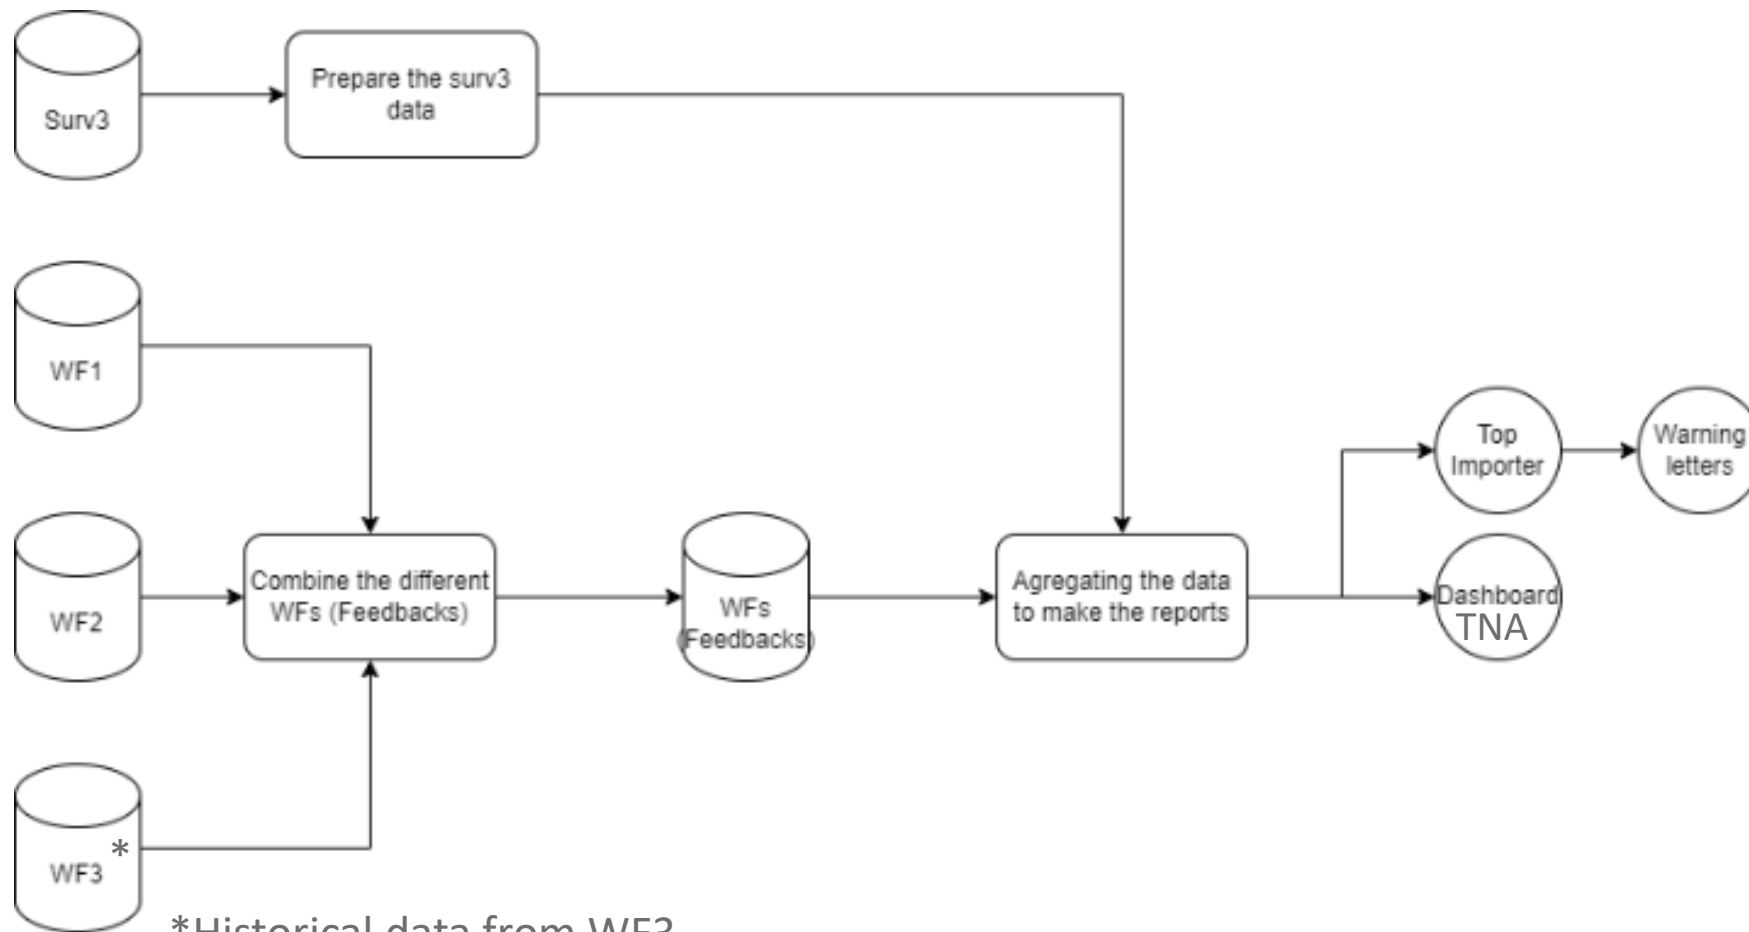 Surv3
Prepare the surv3
data
WF1
WF2
Combine the different
WFs (Feedbacks)
WFs
(Feedbacks)
Agregating the data
to make the reports
Top
Importer
Warning
letters
Dashboard
TNA
*
WF3
*Historical data from WF3